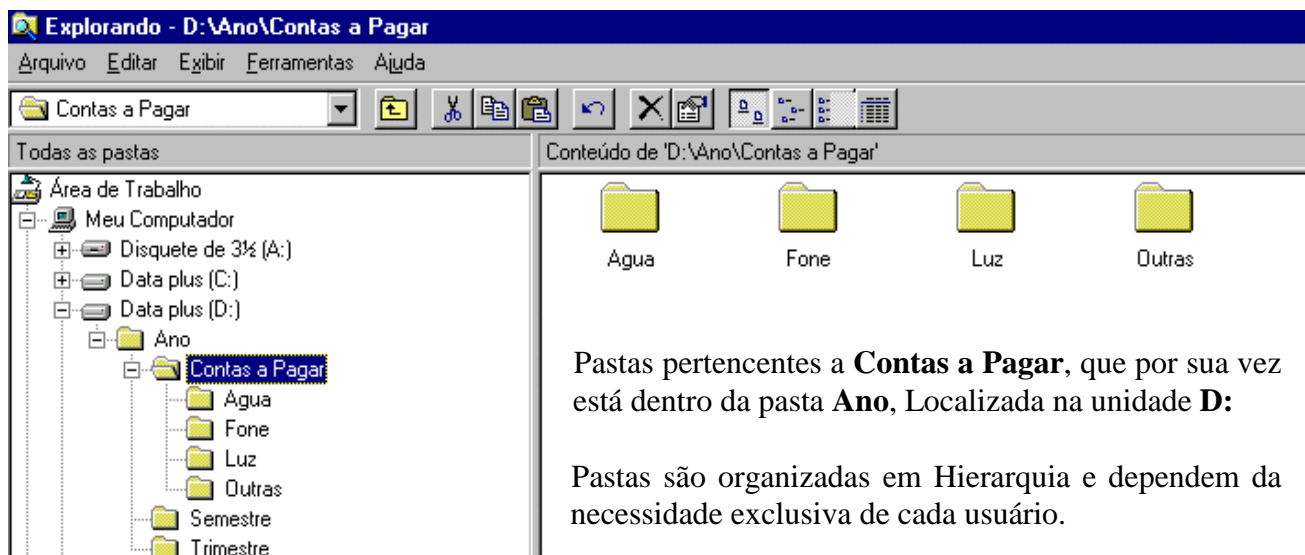 Explorando - D:\Ano\Contas a Pagar
Arquivo Editar Exibir Ferramentas Ajuda
Contas a Pagar
Todas as pastas
Conteúdo de 'D:\Ano\Contas a Pagar'
Área de Trabalho
Meu Computador
Disquete de 3½ (A:)
Data plus (C:)
Data plus (D:)
Ano
Contas a Pagar
Agua
Fone
Luz
Outras
Semestre
Trimestre
Agua
Fone
Luz
Outras
Pastas pertencentes a Contas a Pagar, que por sua vez
está dentro da pasta Ano, Localizada na unidade D:
Pastas são organizadas em Hierarquia e dependem da
necessidade exclusiva de cada usuário.